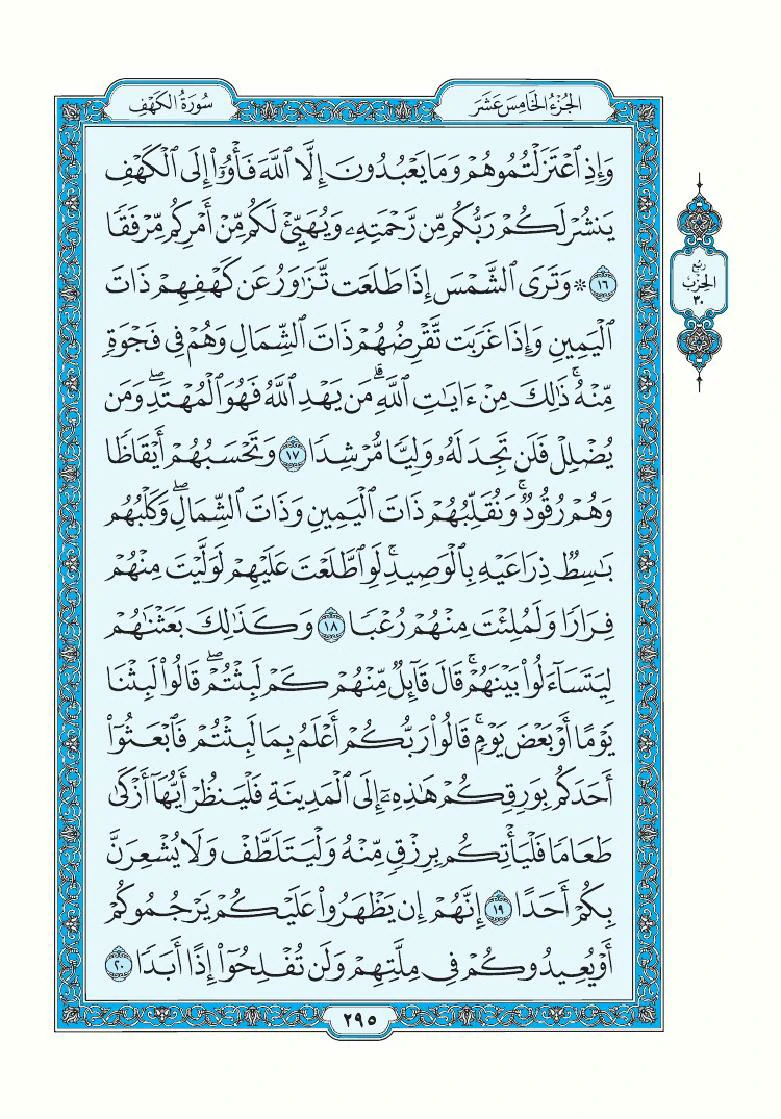 الجُزْءُ الخَامِسَ عَشَرَ
سُورَةُ الكَهْفِ
وَإِذِ ٱعْتَزَلْتُمُوهُمْ وَمَا يَعْبُدُونَ إِلَّا ٱللَّهَ فَأْوُۥٓا۟ إِلَى ٱلْكَهْفِ
يَنشُرْ لَكُمْ رَبُّكُم مِّن رَّحْمَتِهِۦ وَيُهَيِّئْ لَكُم مِّنْ أَمْرِكُم مِّرْفَقًا
١٦ ۞ وَتَرَى ٱلشَّمْسَ إِذَا طَلَعَت تَّزَٰوَرُ عَن كَهْفِهِمْ ذَاتَ
ٱلْيَمِينِ وَإِذَا غَرَبَت تَّقْرِضُهُمْ ذَاتَ ٱلشِّمَالِ وَهُمْ فِى فَجْوَةٍ
مِّنْهُ ۚ ذَٰلِكَ مِنْ ءَايَٰتِ ٱللَّهِ ۗ مَن يَهْدِ ٱللَّهُ فَهُوَ ٱلْمُهْتَدِ ۖ وَمَن
يُضْلِلْ فَلَن تَجِدَ لَهُۥ وَلِيًّا مُّرْشِدًا ١٧ وَتَحْسَبُهُمْ أَيْقَاظًا
وَهُمْ رُقُودٌ ۚ وَنُقَلِّبُهُمْ ذَاتَ ٱلْيَمِينِ وَذَاتَ ٱلشِّمَالِ ۖ وَكَلْبُهُم
بَٰسِطٌ ذِرَاعَيْهِ بِٱلْوَصِيدِ ۚ لَوِ ٱطَّلَعْتَ عَلَيْهِمْ لَوَلَّيْتَ مِنْهُمْ
فِرَارًا وَلَمُلِئْتَ مِنْهُمْ رُعْبًا ١٨ وَكَذَٰلِكَ بَعَثْنَٰهُمْ
لِيَتَسَآءَلُوا۟ بَيْنَهُمْ ۚ قَالَ قَآئِلٌ مِّنْهُمْ كَمْ لَبِثْتُمْ ۖ قَالُوا۟ لَبِثْنَا
يَوْمًا أَوْ بَعْضَ يَوْمٍ ۚ قَالُوا۟ رَبُّكُمْ أَعْلَمُ بِمَا لَبِثْتُمْ فَٱبْعَثُوٓا۟
أَحَدَكُم بِوَرِقِكُمْ هَٰذِهِۦٓ إِلَى ٱلْمَدِينَةِ فَلْيَنظُرْ أَيُّهَآ أَزْكَىٰ
طَعَامًا فَلْيَأْتِكُم بِرِزْقٍ مِّنْهُ وَلْيَتَلَطَّفْ وَلَا يُشْعِرَنَّ
بِكُمْ أَحَدًا ١٩ إِنَّهُمْ إِن يَظْهَرُوا۟ عَلَيْكُمْ يَرْجُمُوكُمْ
أَوْ يُعِيدُوكُمْ فِى مِلَّتِهِمْ وَلَن تُفْلِحُوٓا۟ إِذًا أَبَدًا ٢٠
ربع
الحزب
٣٠
٢٩٥